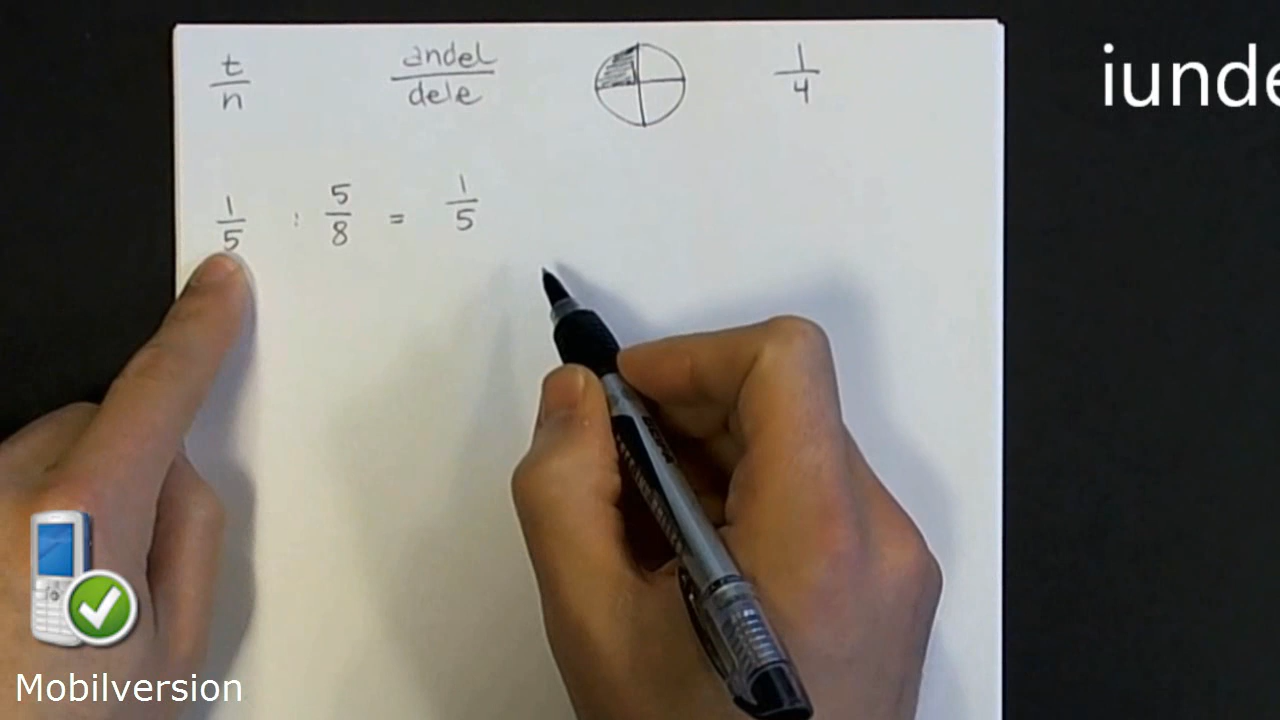 t/n andel/dele 1/4
1/5 : 5/8 = 1/5
iunde
Mobilversion